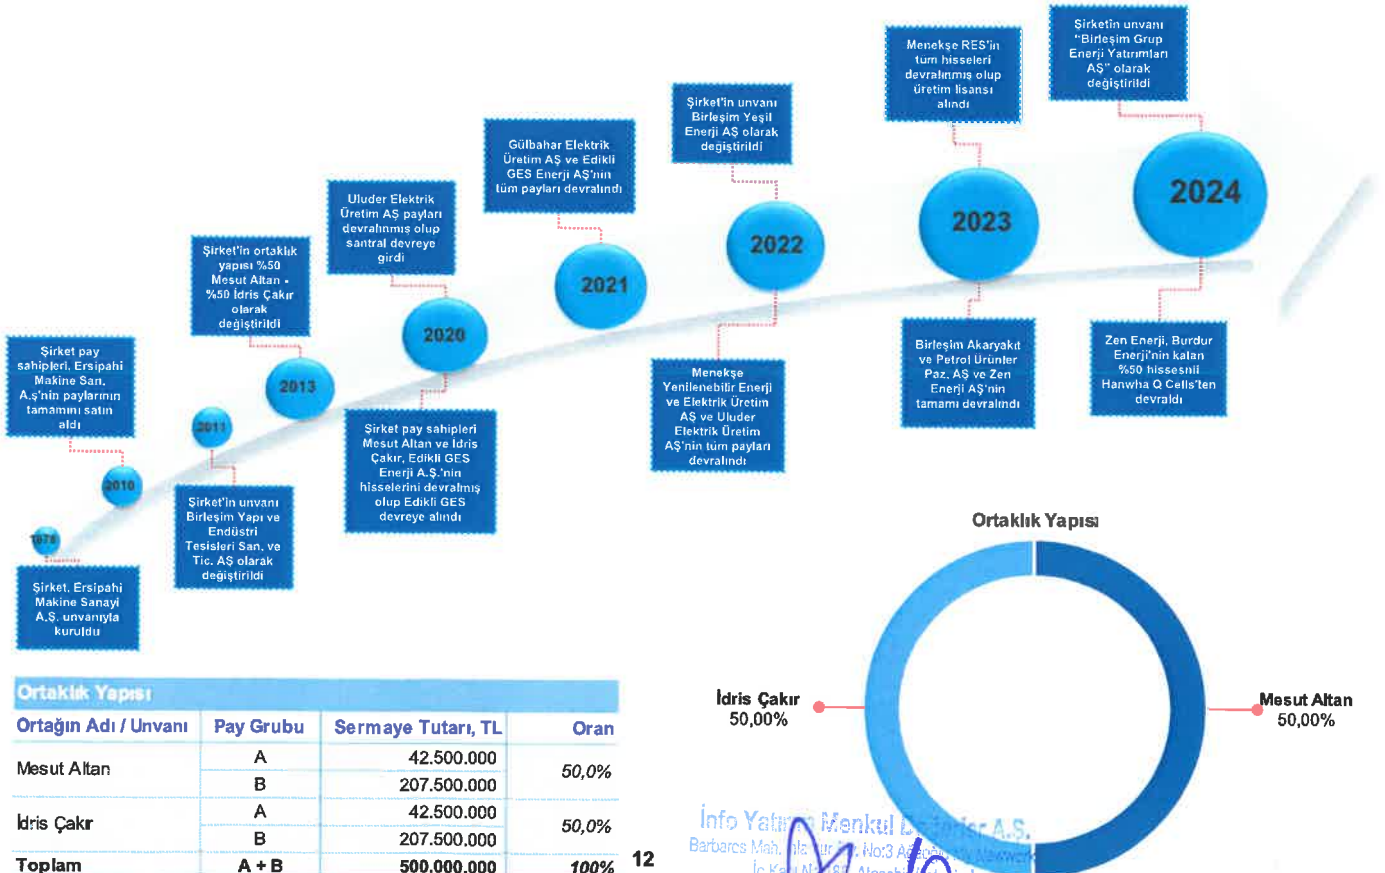 Şirketin unvanı
"Birleşim Grup
Enerji Yatırımları
AŞ" olarak
değiştirildi
Menekşe RES'in
tüm hisseleri
devralınmış olup
üretim lisansı
alındı
Şirket'in unvanı
Birleşim Yeşil
Enerji AŞ olarak
değiştirildi
Gülbahar Elektrik
Üretim AŞ ve Edikli
GES Enerji AŞ'nin
tüm payları devralındı
Uluder Elektrik
Üretim AŞ payları
devralınmış olup
santral devreye
girdi
Şirket'in ortaklık
yapısı %50
Mesut Altan -
%50 İdris Çakır
olarak
değiştirildi
Şirket pay
sahipleri, Ersipahi
Makine San.
A.ş'nin paylarının
tamamını satın
aldı
2010
2011
2013
2020
2021
2022
2023
2024
Şirket, Ersipahi
Makine Sanayi
A.Ş. unvanıyla
kuruldu
Şirket'in unvanı
Birleşim Yapı ve
Endüstri
Tesisleri San. ve
Tic. AŞ olarak
değiştirildi
Şirket pay sahipleri
Mesut Altan ve İdris
Çakır, Edikli GES
Enerji A.Ş.'nin
hisselerini devralmış
olup Edikli GES
devreye alındı
Menekşe
Yenilenebilir Enerji
ve Elektrik Üretim
AŞ ve Uluder
Elektrik Üretim
AŞ'nin tüm payları
devralındı
Birleşim Akaryakıt
ve Petrol Ürünler
Paz. AŞ ve Zen
Enerji AŞ'nin
tamamı devralındı
Zen Enerji, Burdur
Enerji'nin kalan
%50 hissesnii
Hanwha Q Cells'ten
devraldı
Ortaklık Yapısı
Ortağın Adı / Unvanı Pay Grubu Sermaye Tutarı, TL Oran
Mesut Altan A 42.500.000 50,0%
B 207.500.000
İdris Çakır A 42.500.000 50,0%
B 207.500.000
Toplam A + B 500.000.000 100%
12
Ortaklık Yapısı
İdris Çakır
50,00%
Mesut Altan
50,00%
İnfo Yatırım Menkul Değerler A.Ş.
Barbaros Mah. No:3